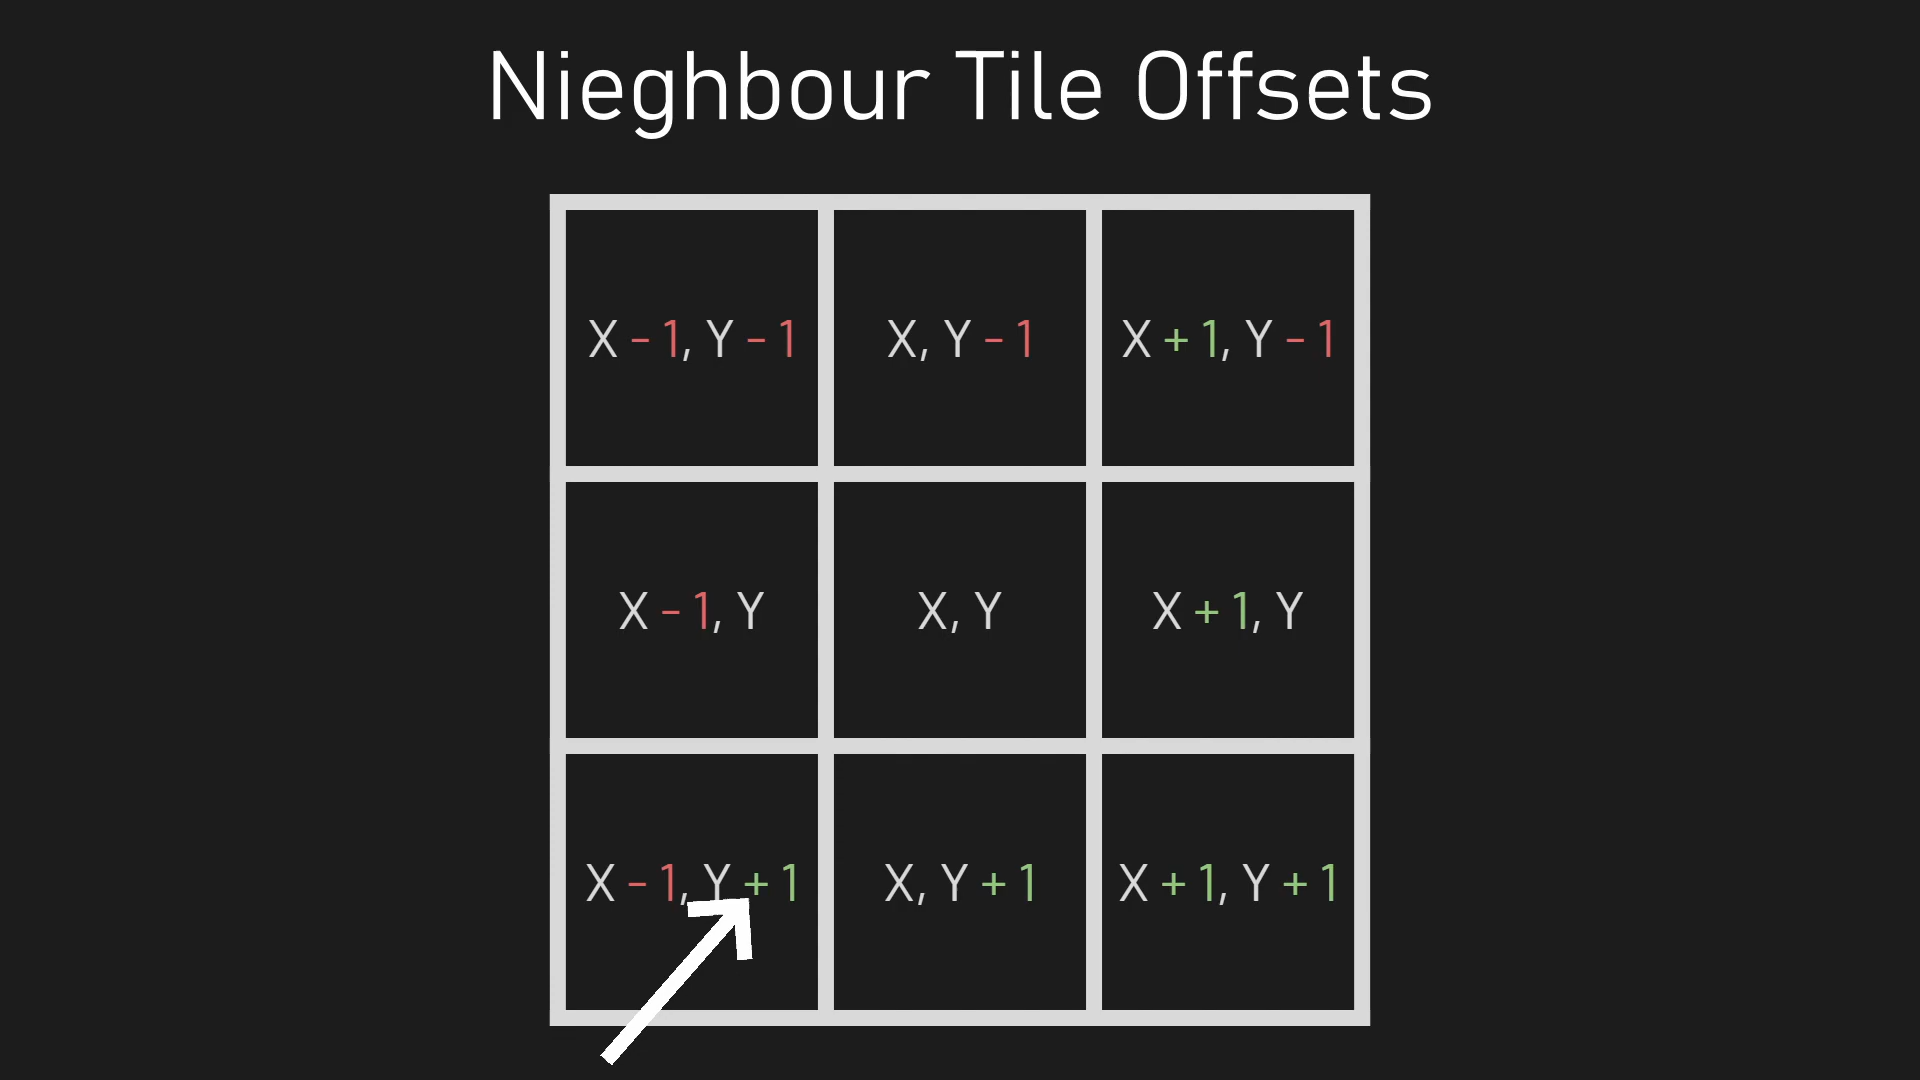 Nieghbour Tile Offsets
X - 1, Y - 1
X, Y - 1
X + 1, Y - 1
X - 1, Y
X, Y
X + 1, Y
X - 1, Y + 1
X, Y + 1
X + 1, Y + 1